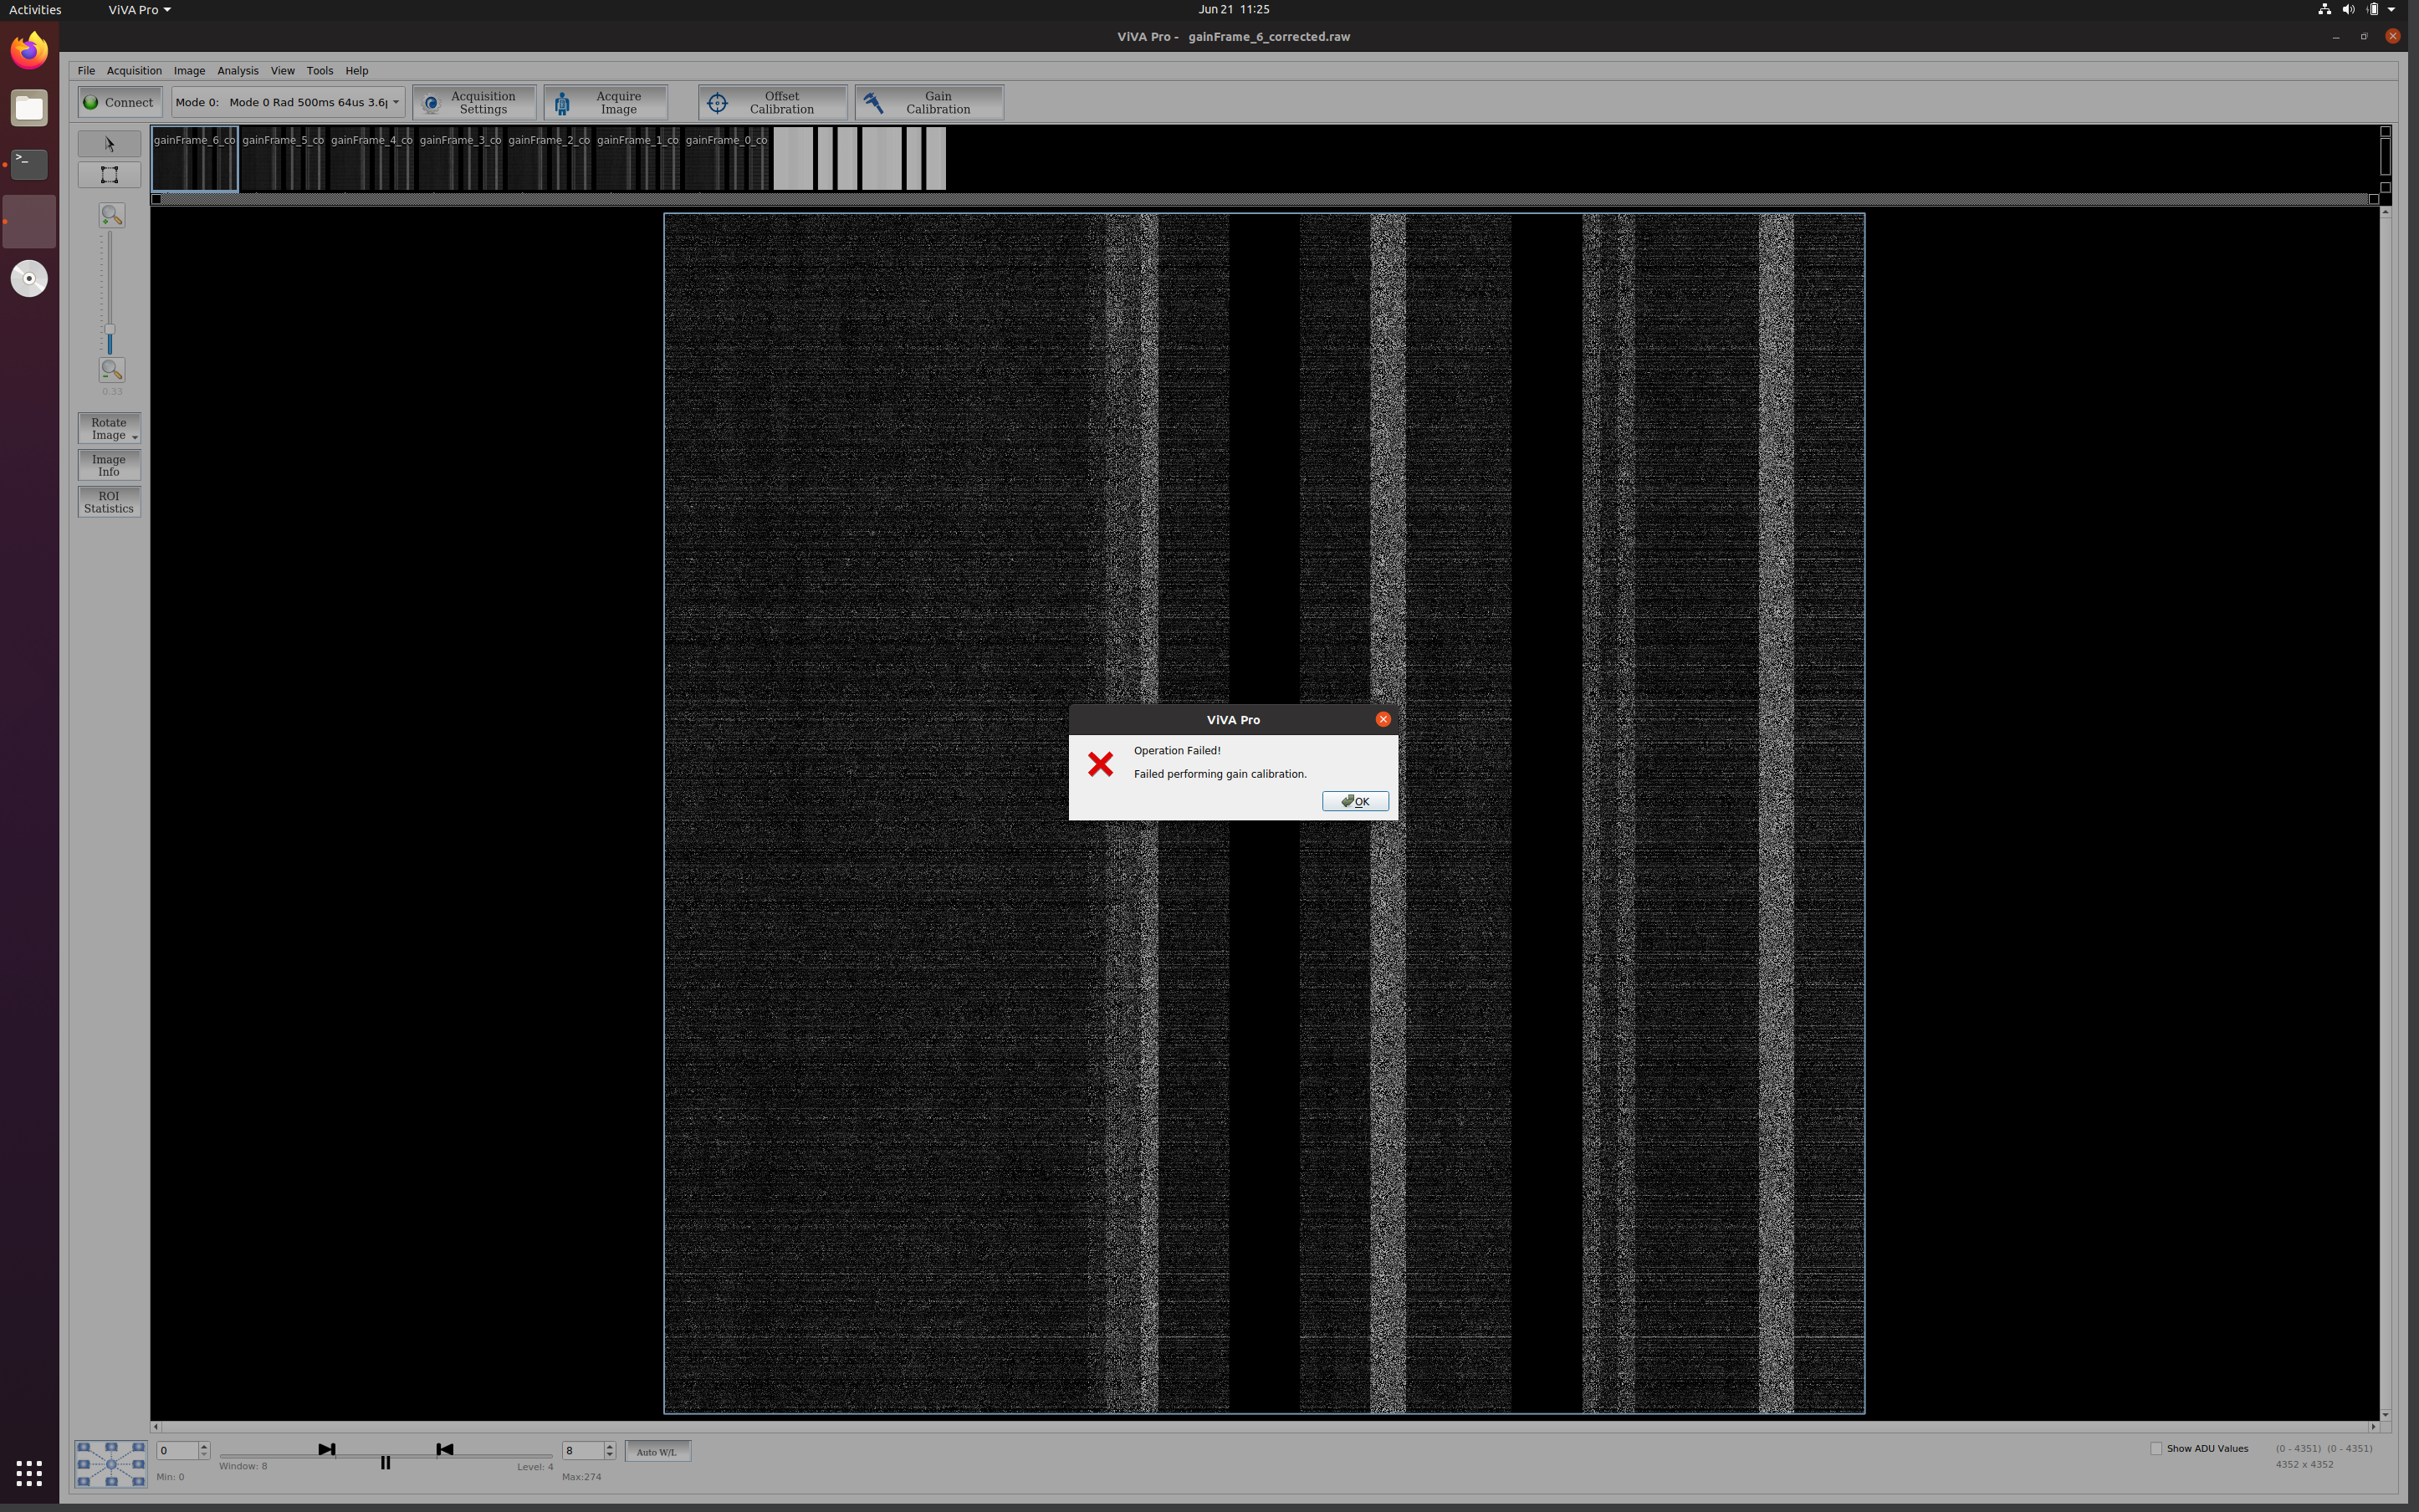 Activities
ViVA Pro
Jun 21 11:25
ViVA Pro - gainFrame_6_corrected.raw
File Acquisition Image Analysis View Tools Help
Connect
Mode 0: Mode 0 Rad 500ms 64us 3.6
Acquisition Settings
Acquire Image
Offset Calibration
Gain Calibration
gainFrame_6_co
gainFrame_5_co
gainFrame_4_co
gainFrame_3_co
gainFrame_2_co
gainFrame_1_co
gainFrame_0_co
0.33
Rotate Image
Image Info
ROI Statistics
ViVA Pro
Operation Failed!
Failed performing gain calibration.
OK
0
8
Auto W/L
Show ADU Values
(0 - 4351) (0 - 4351)
Window: 8
Level: 4
4352 x 4352
Min: 0
Max:274